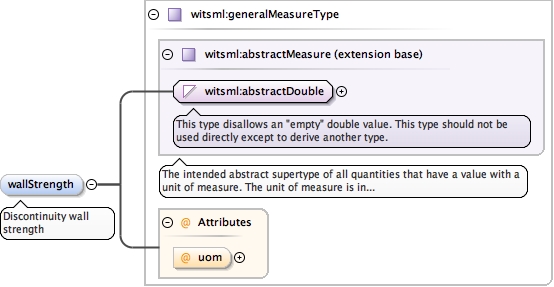 witsml:generalMeasureType
witsml:abstractMeasure (extension base)
witsml:abstractDouble
This type disallows an "empty" double value. This type should not be
used directly except to derive another type.
The intended abstract supertype of all quantities that have a value with a
unit of measure. The unit of measure is in...
wallStrength
Discontinuity wall
strength
@ Attributes
@ uom